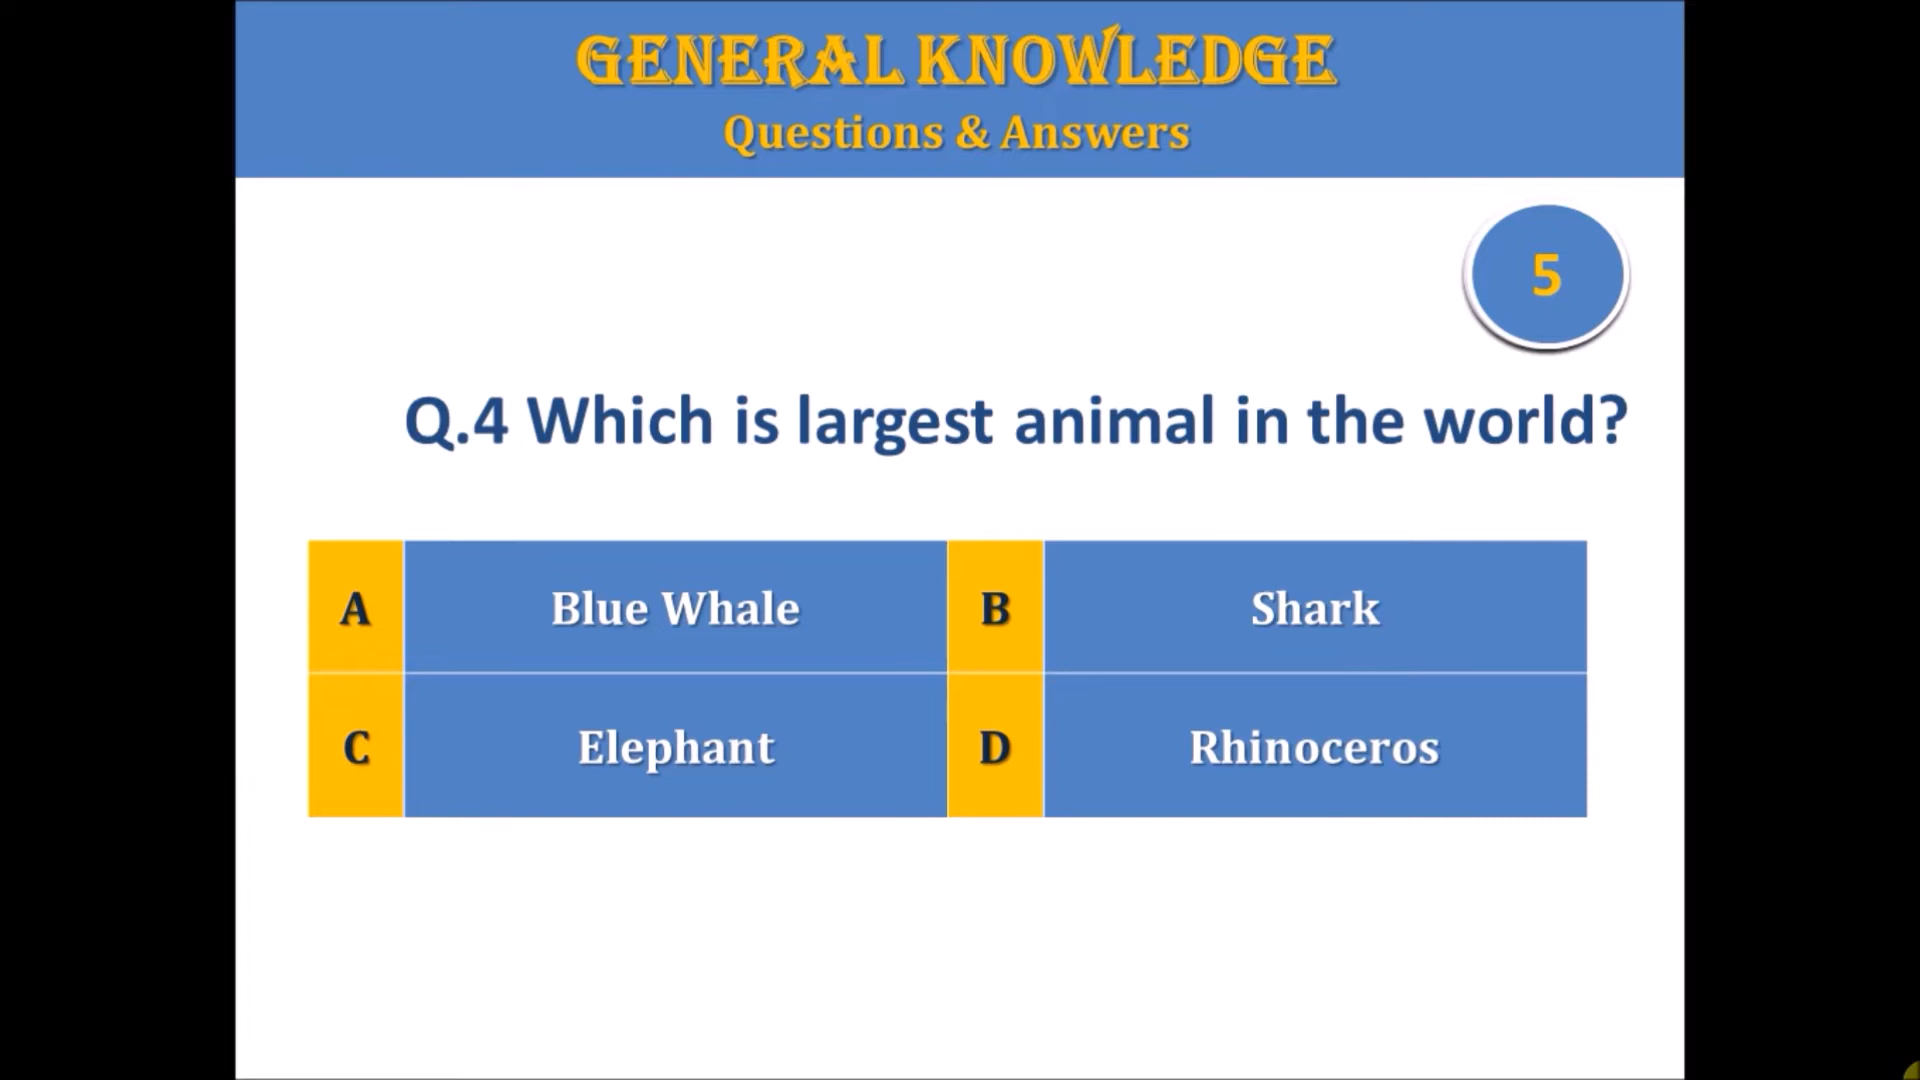 GENERAL KNOWLEDGE
Questions & Answers
5
Q.4 Which is largest animal in the world?
A Blue Whale B Shark
C Elephant D Rhinoceros